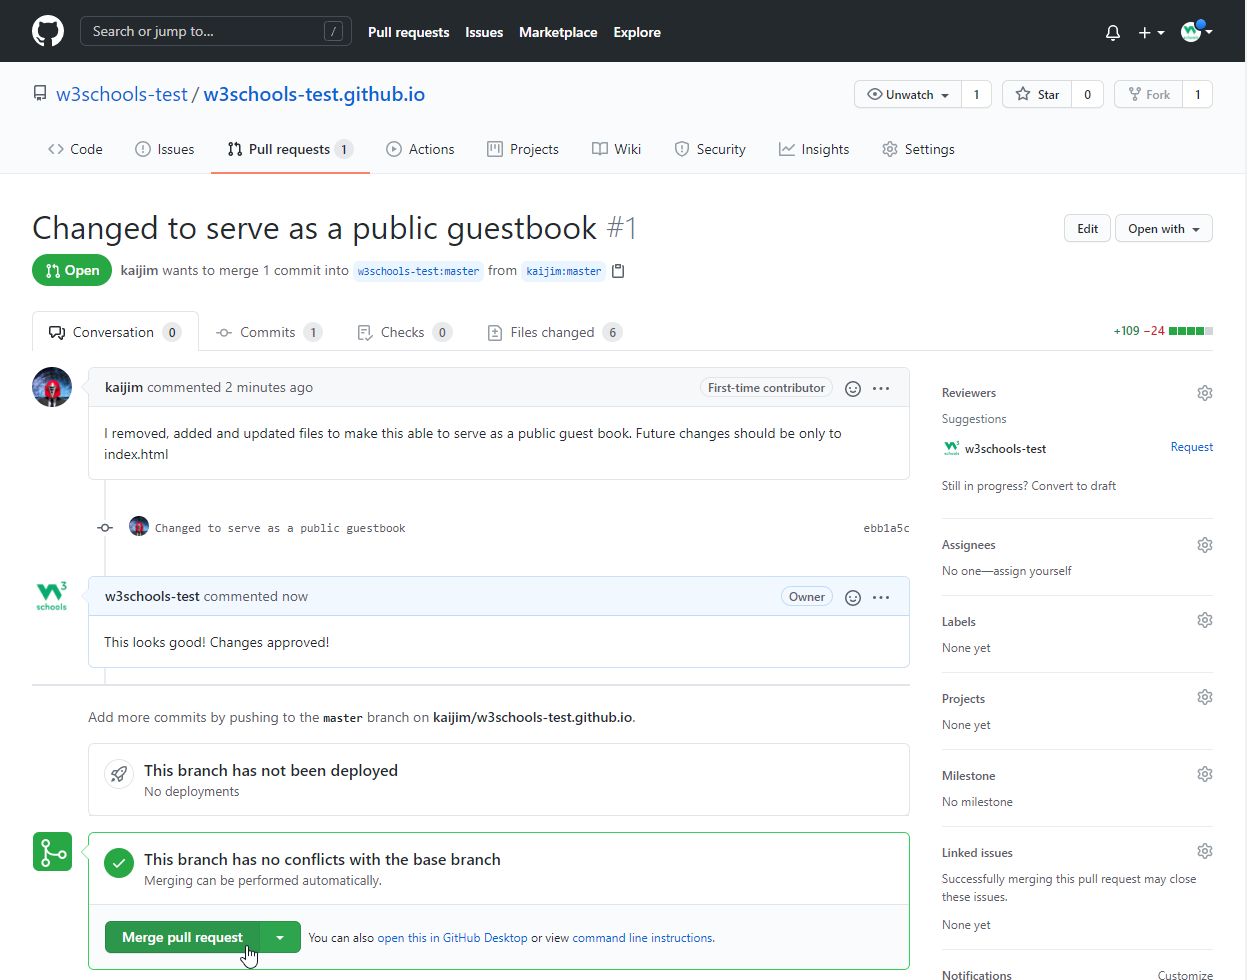 Search or jump to... / Pull requests Issues Marketplace Explore
w3schools-test / w3schools-test.github.io Unwatch 1 Star 0 Fork 1
Code Issues Pull requests 1 Actions Projects Wiki Security Insights Settings
Changed to serve as a public guestbook #1 Edit Open with
Open kaijim wants to merge 1 commit into w3schools-test:master from kaijim:master
Conversation 0 Commits 1 Checks 0 Files changed 6 +109 −24
kaijim commented 2 minutes ago First-time contributor
I removed, added and updated files to make this able to serve as a public guest book. Future changes should be only to
index.html
Changed to serve as a public guestbook ebb1a5c
W3 schools
w3schools-test commented now Owner
This looks good! Changes approved!
Add more commits by pushing to the master branch on kaijim/w3schools-test.github.io.
This branch has not been deployed
No deployments
This branch has no conflicts with the base branch
Merging can be performed automatically.
Merge pull request You can also open this in GitHub Desktop or view command line instructions.
Reviewers
Suggestions
w3schools-test Request
Still in progress? Convert to draft
Assignees
No one—assign yourself
Labels
None yet
Projects
None yet
Milestone
No milestone
Linked issues
Successfully merging this pull request may close
these issues.
None yet
Notifications Customize